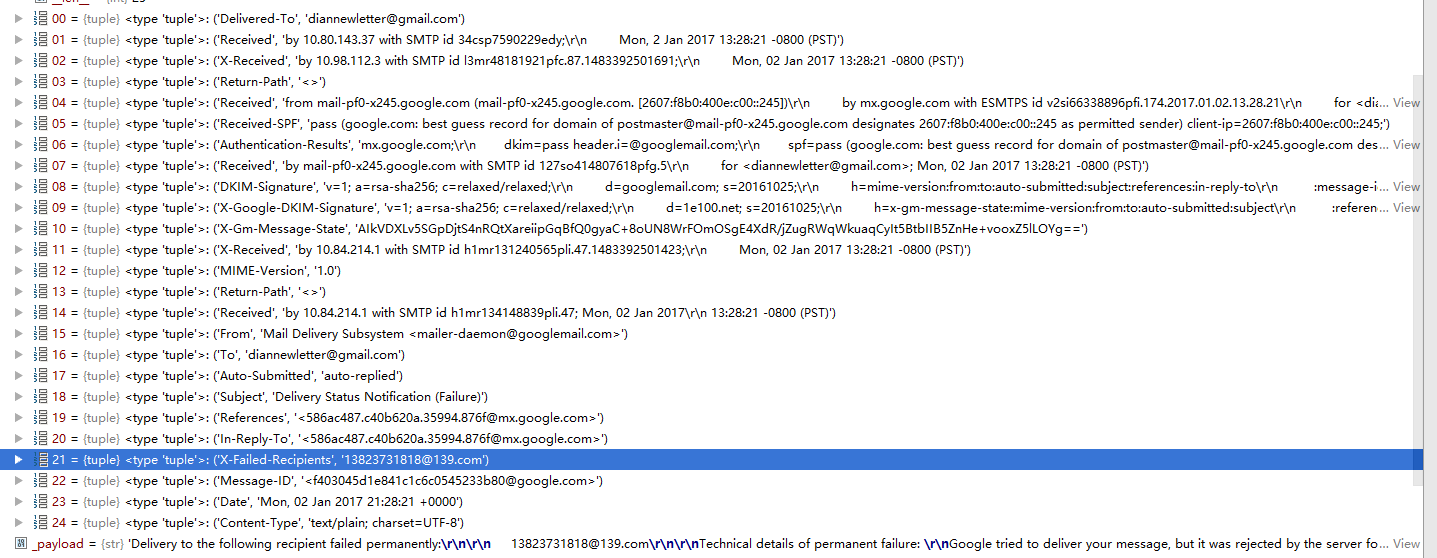 00 = {tuple} <type 'tuple'>: ('Delivered-To', 'diannewletter@gmail.com')
01 = {tuple} <type 'tuple'>: ('Received', 'by 10.80.143.37 with SMTP id 34csp7590229edy;\r\n        Mon, 2 Jan 2017 13:28:21 -0800 (PST)')
02 = {tuple} <type 'tuple'>: ('X-Received', 'by 10.98.112.3 with SMTP id l3mr48181921pfc.87.1483392501691;\r\n        Mon, 02 Jan 2017 13:28:21 -0800 (PST)')
03 = {tuple} <type 'tuple'>: ('Return-Path', '<>')
04 = {tuple} <type 'tuple'>: ('Received', 'from mail-pf0-x245.google.com (mail-pf0-x245.google.com. [2607:f8b0:400e:c00::245])\r\n        by mx.google.com with ESMTPS id v2si66338896pfi.174.2017.01.02.13.28.21\r\n        for <dia... View
05 = {tuple} <type 'tuple'>: ('Received-SPF', 'pass (google.com: best guess record for domain of postmaster@mail-pf0-x245.google.com designates 2607:f8b0:400e:c00::245 as permitted sender) client-ip=2607:f8b0:400e:c00::245;')
06 = {tuple} <type 'tuple'>: ('Authentication-Results', 'mx.google.com;\r\n       dkim=pass header.i=@googlemail.com;\r\n       spf=pass (google.com: best guess record for domain of postmaster@mail-pf0-x245.google.com des... View
07 = {tuple} <type 'tuple'>: ('Received', 'by mail-pf0-x245.google.com with SMTP id 127so414807618pfg.5\r\n        for <diannewletter@gmail.com>; Mon, 02 Jan 2017 13:28:21 -0800 (PST)')
08 = {tuple} <type 'tuple'>: ('DKIM-Signature', 'v=1; a=rsa-sha256; c=relaxed/relaxed;\r\n        d=googlemail.com; s=20161025;\r\n        h=mime-version:from:to:auto-submitted:subject:references:in-reply-to\r\n         :message-i... View
09 = {tuple} <type 'tuple'>: ('X-Google-DKIM-Signature', 'v=1; a=rsa-sha256; c=relaxed/relaxed;\r\n        d=1e100.net; s=20161025;\r\n        h=x-gm-message-state:mime-version:from:to:auto-submitted:subject\r\n         :referen... View
10 = {tuple} <type 'tuple'>: ('X-Gm-Message-State', 'AIkVDXLv5SGpDjtS4nRQtXareiipGqBfQ0gyaC+8oUN8WrFOmOSgE4XdR/jZugRWqWkuaqCyIt5BtbIIB5ZnHe+vooxZ5lLOYg==')
11 = {tuple} <type 'tuple'>: ('X-Received', 'by 10.84.214.1 with SMTP id h1mr131240565pli.47.1483392501423;\r\n        Mon, 02 Jan 2017 13:28:21 -0800 (PST)')
12 = {tuple} <type 'tuple'>: ('MIME-Version', '1.0')
13 = {tuple} <type 'tuple'>: ('Return-Path', '<>')
14 = {tuple} <type 'tuple'>: ('Received', 'by 10.84.214.1 with SMTP id h1mr134148839pli.47; Mon, 02 Jan 2017\r\n 13:28:21 -0800 (PST)')
15 = {tuple} <type 'tuple'>: ('From', 'Mail Delivery Subsystem <mailer-daemon@googlemail.com>')
16 = {tuple} <type 'tuple'>: ('To', 'diannewletter@gmail.com')
17 = {tuple} <type 'tuple'>: ('Auto-Submitted', 'auto-replied')
18 = {tuple} <type 'tuple'>: ('Subject', 'Delivery Status Notification (Failure)')
19 = {tuple} <type 'tuple'>: ('References', '<586ac487.c40b620a.35994.876f@mx.google.com>')
20 = {tuple} <type 'tuple'>: ('In-Reply-To', '<586ac487.c40b620a.35994.876f@mx.google.com>')
21 = {tuple} <type 'tuple'>: ('X-Failed-Recipients', '13823731818@139.com')
22 = {tuple} <type 'tuple'>: ('Message-ID', '<f403045d1e841c1c6c0545233b80@google.com>')
23 = {tuple} <type 'tuple'>: ('Date', 'Mon, 02 Jan 2017 21:28:21 +0000')
24 = {tuple} <type 'tuple'>: ('Content-Type', 'text/plain; charset=UTF-8')
_payload = {str} 'Delivery to the following recipient failed permanently:\r\n\r\n     13823731818@139.com\r\n\r\nTechnical details of permanent failure: \r\nGoogle tried to deliver your message, but it was rejected by the server fo... View